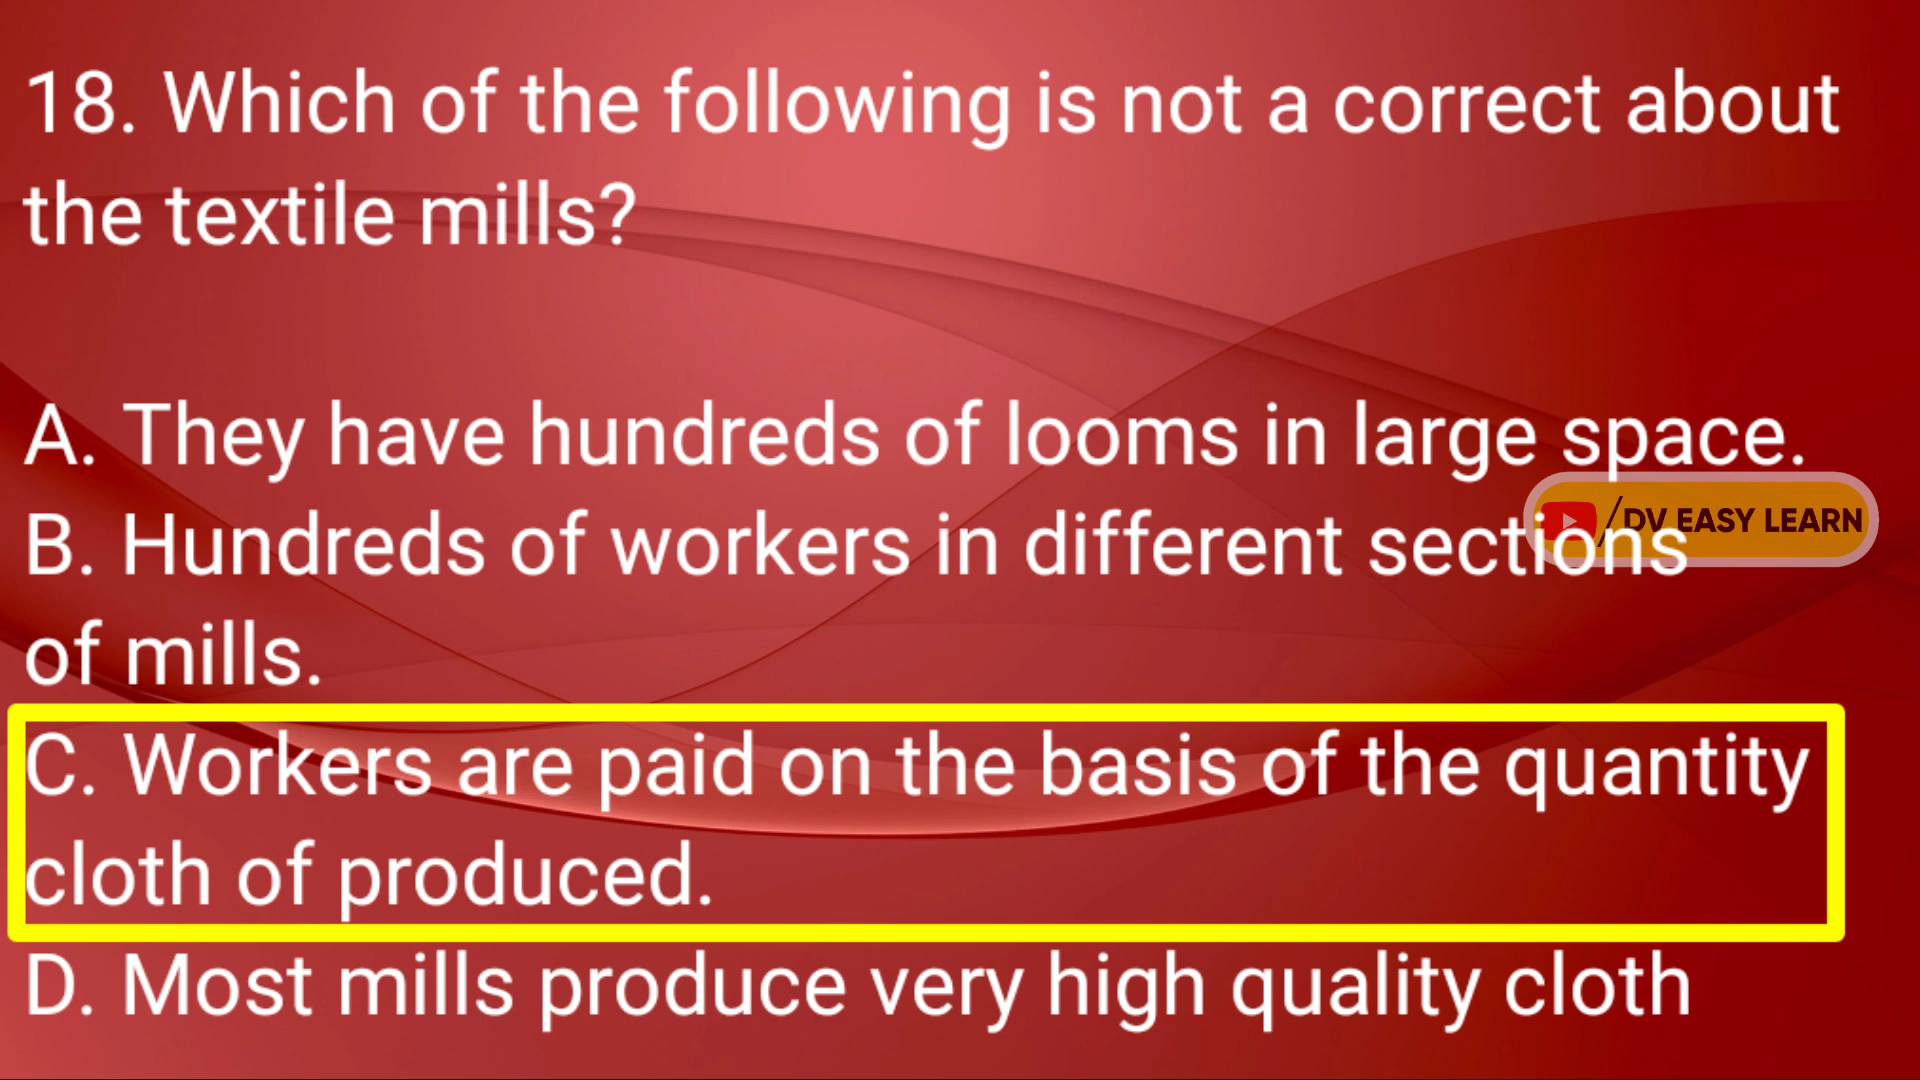 18. Which of the following is not a correct about
the textile mills?
A. They have hundreds of looms in large space.
/DV EASY LEARN
B. Hundreds of workers in different sections
of mills.
C. Workers are paid on the basis of the quantity
cloth of produced.
D. Most mills produce very high quality cloth